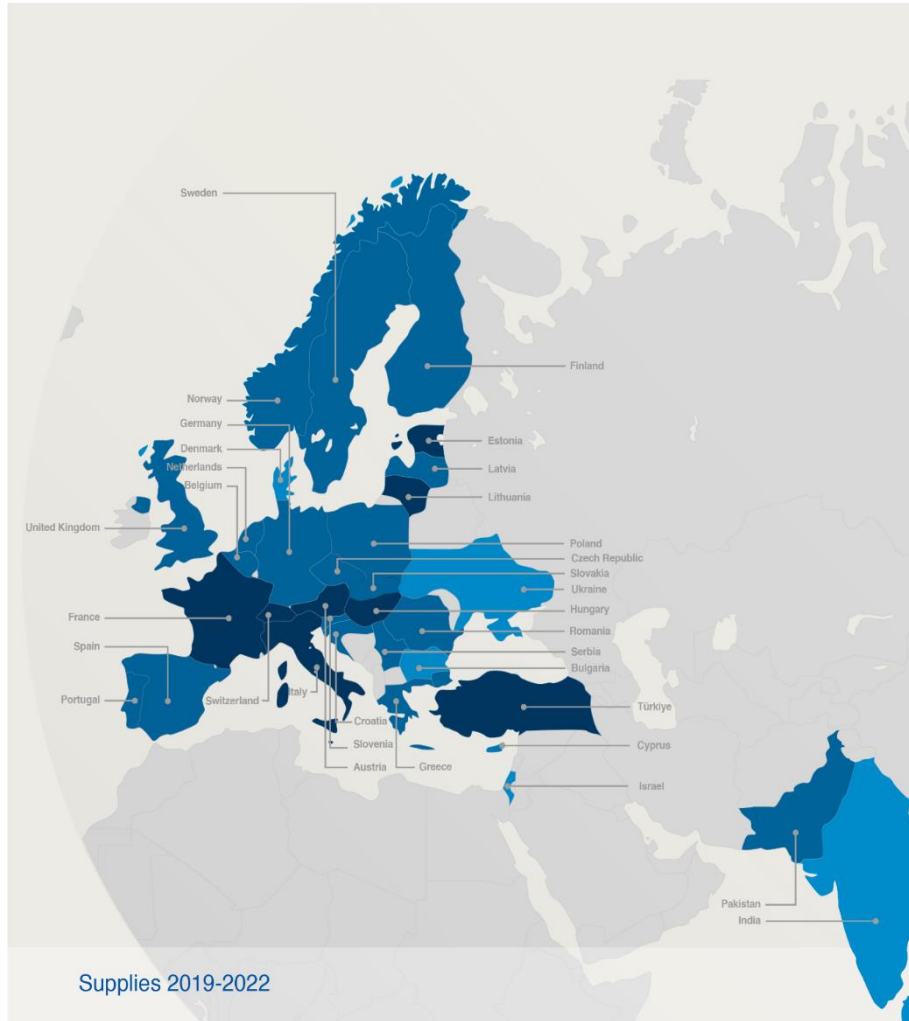 Sweden
Finland
Norway
Germany
Estonia
Denmark
Netherlands
Latvia
Belgium
Lithuania
United Kingdom
Poland
Czech Republic
Slovakia
Ukraine
Hungary
France
Romania
Spain
Serbia
Bulgaria
Portugal
Switzerland
Italy
Türkiye
Croatia
Slovenia
Cyprus
Austria
Greece
Israel
Pakistan
India
Supplies 2019-2022